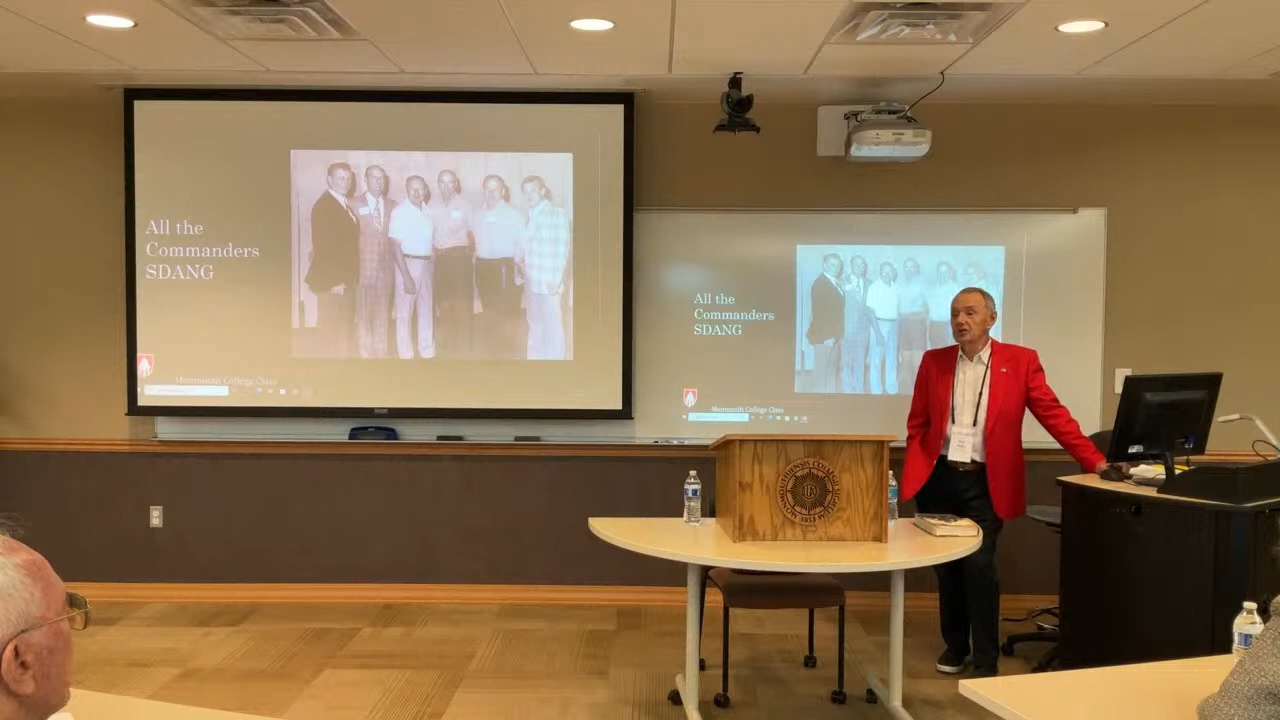 All the
Commanders
SDANG
Monmouth College Class
All the
Commanders
SDANG
Monmouth College Class